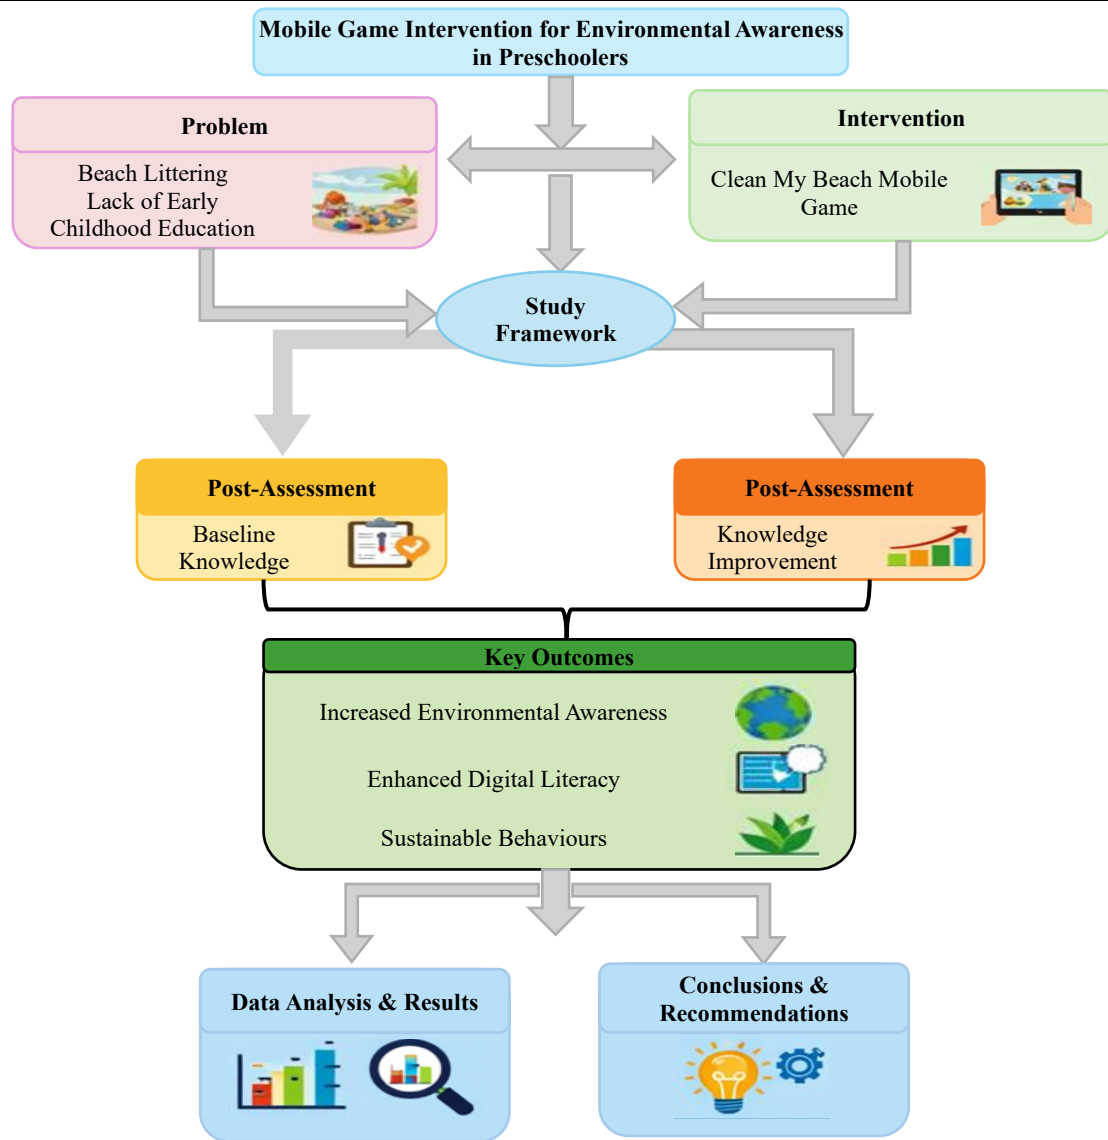 Mobile Game Intervention for Environmental Awareness
in Preschoolers
Problem
Beach Littering
Lack of Early
Childhood Education
Intervention
Clean My Beach Mobile
Game
Study
Framework
Post-Assessment
Baseline
Knowledge
Post-Assessment
Knowledge
Improvement
Key Outcomes
Increased Environmental Awareness
Enhanced Digital Literacy
Sustainable Behaviours
Data Analysis & Results
Conclusions &
Recommendations